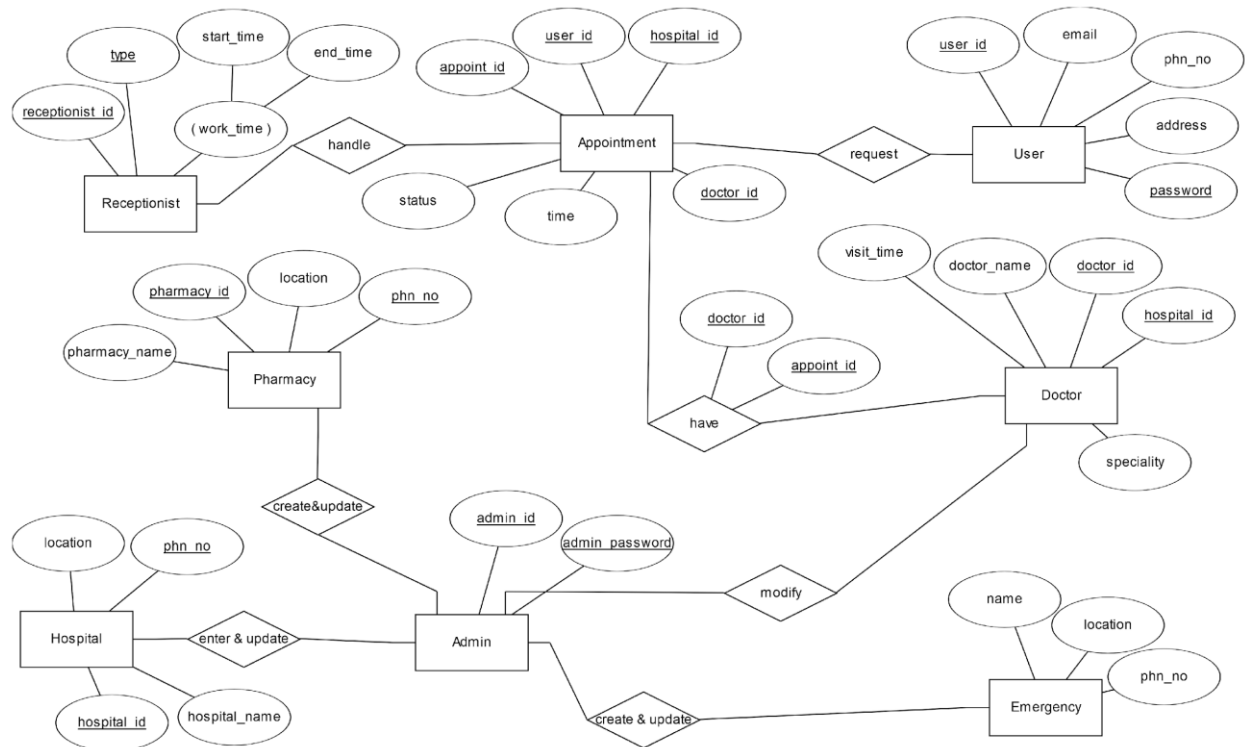 start_time
user_id
hospital_id
type
end_time
user_id
email
phn_no
appoint_id
receptionist_id
( work_time )
address
handle
Appointment
request
User
Receptionist
status
time
doctor_id
password
visit_time
doctor_name
doctor_id
location
pharmacy_id
phn_no
doctor_id
hospital_id
pharmacy_name
appoint_id
Pharmacy
have
Doctor
speciality
create&update
admin_id
location
phn_no
admin_password
modify
name
location
Hospital
enter & update
Admin
phn_no
hospital_id
hospital_name
create & update
Emergency